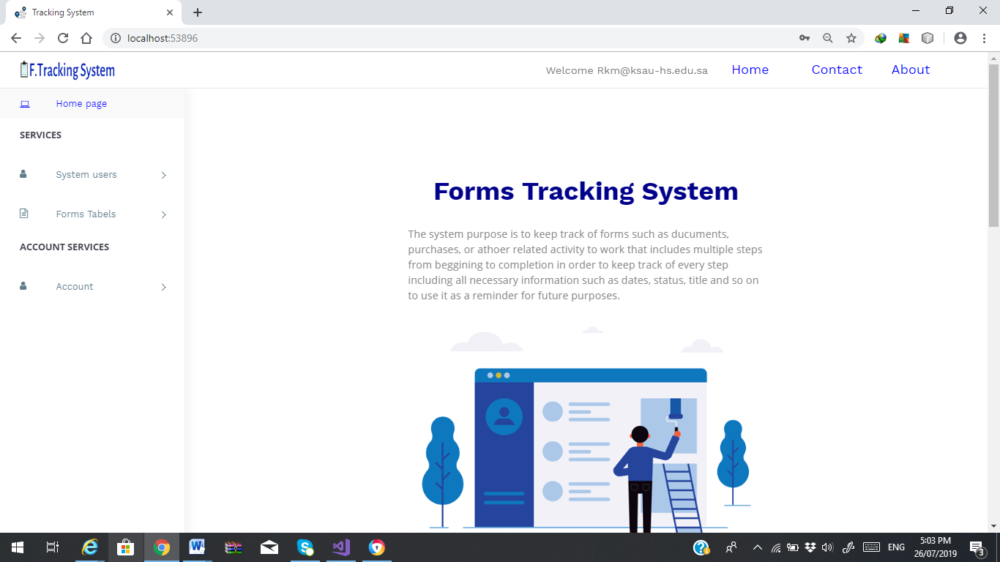 Tracking System
localhost:53896
F.Tracking System
Welcome Rkm@ksau-hs.edu.sa
Home
Contact
About
Home page
SERVICES
System users
Forms Tabels
ACCOUNT SERVICES
Account
Forms Tracking System
The system purpose is to keep track of forms such as ducuments,
purchases, or athoer related activity to work that includes multiple steps
from beggining to completion in order to keep track of every step
including all necessary information such as dates, status, title and so on
to use it as a reminder for future purposes.
ENG
5:03 PM
26/07/2019
3